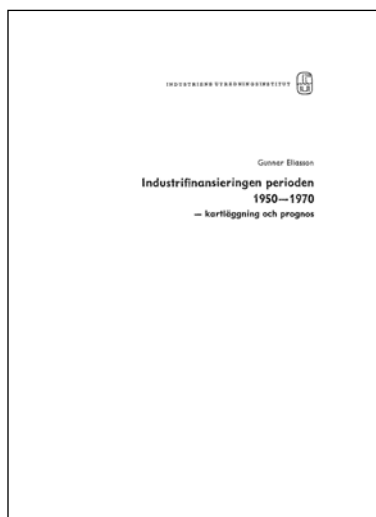 INDUSTRIENS UTREDNINGSINSTITUT
Gunnar Eliasson
Industrifinansieringen perioden
1950—1970
— kartläggning och prognos